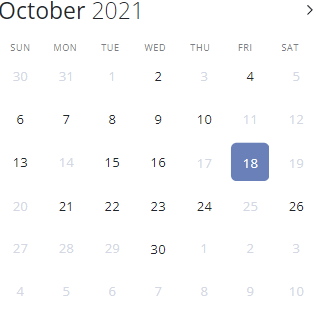 October 2021
SUN MON TUE WED THU FRI SAT
30 31 1 2 3 4 5
6 7 8 9 10 11 12
13 14 15 16 17 18 19
20 21 22 23 24 25 26
27 28 29 30 1 2 3
4 5 6 7 8 9 10